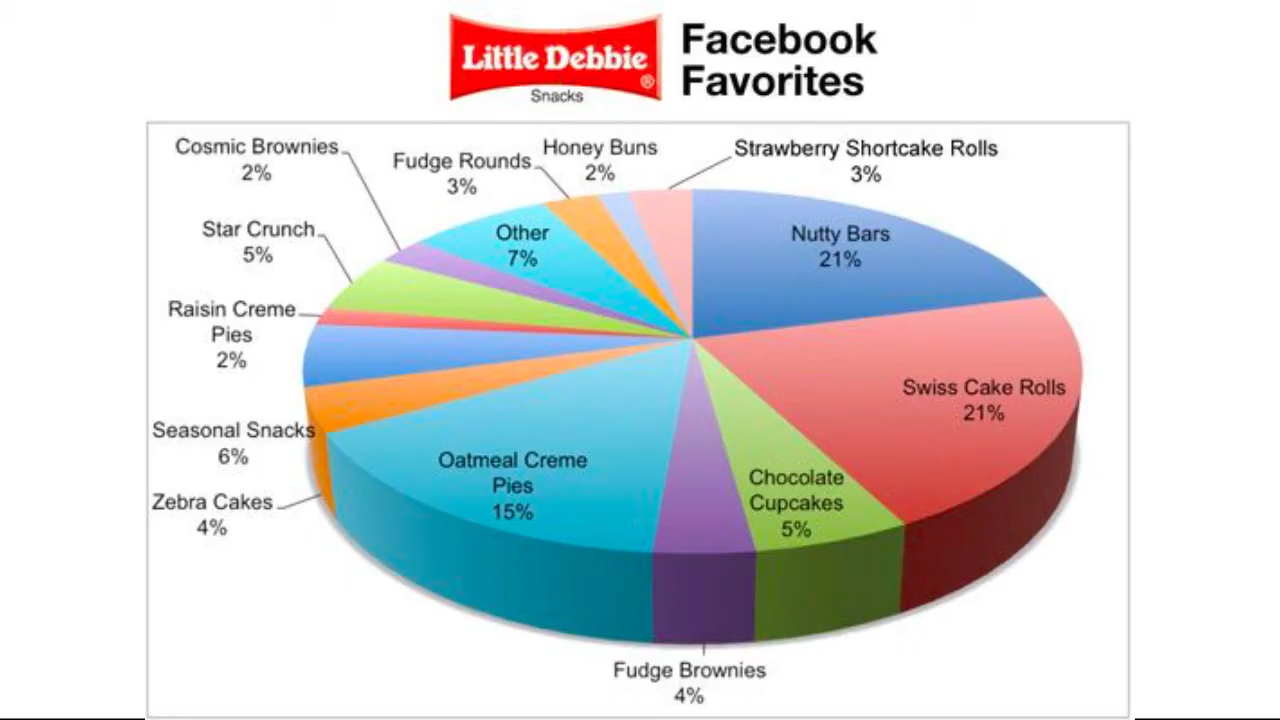 Little Debbie®
Snacks
Facebook
Favorites
Cosmic Brownies
2%
Fudge Rounds
3%
Honey Buns
2%
Strawberry Shortcake Rolls
3%
Star Crunch
5%
Other
7%
Nutty Bars
21%
Raisin Creme
Pies
2%
Swiss Cake Rolls
21%
Seasonal Snacks
6%
Oatmeal Creme
Pies
15%
Chocolate
Cupcakes
5%
Zebra Cakes
4%
Fudge Brownies
4%